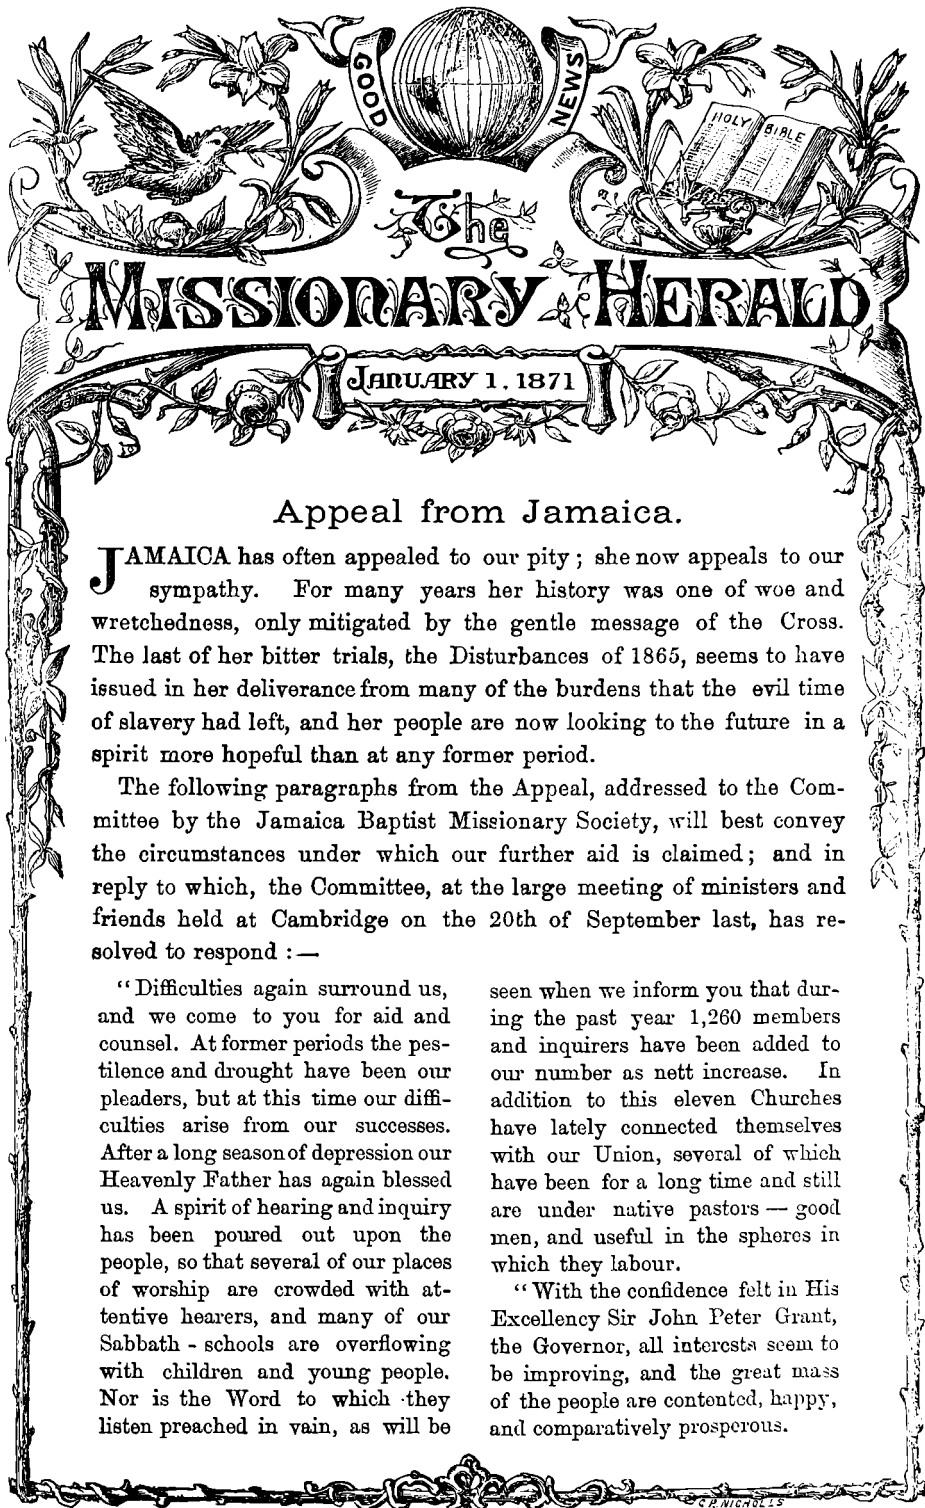 GOOD NEWS
HOLY BIBLE
The
MISSIONARY HERALD
JANUARY 1, 1871
Appeal from Jamaica.
JAMAICA has often appealed to our pity; she now appeals to our
sympathy. For many years her history was one of woe and
wretchedness, only mitigated by the gentle message of the Cross.
The last of her bitter trials, the Disturbances of 1865, seems to have
issued in her deliverance from many of the burdens that the evil time
of slavery had left, and her people are now looking to the future in a
spirit more hopeful than at any former period.
The following paragraphs from the Appeal, addressed to the Com-
mittee by the Jamaica Baptist Missionary Society, will best convey
the circumstances under which our further aid is claimed; and in
reply to which, the Committee, at the large meeting of ministers and
friends held at Cambridge on the 20th of September last, has re-
solved to respond :—
"Difficulties again surround us,
and we come to you for aid and
counsel. At former periods the pes-
tilence and drought have been our
pleaders, but at this time our diffi-
culties arise from our successes.
After a long season of depression our
Heavenly Father has again blessed
us. A spirit of hearing and inquiry
has been poured out upon the
people, so that several of our places
of worship are crowded with at-
tentive hearers, and many of our
Sabbath-schools are overflowing
with children and young people.
Nor is the Word to which they
listen preached in vain, as will be
seen when we inform you that dur-
ing the past year 1,260 members
and inquirers have been added to
our number as nett increase. In
addition to this eleven Churches
have lately connected themselves
with our Union, several of which
have been for a long time and still
are under native pastors — good
men, and useful in the spheres in
which they labour.
"With the confidence felt in His
Excellency Sir John Peter Grant,
the Governor, all interests seem to
be improving, and the great mass
of the people are contented, happy,
and comparatively prosperous.
C.P. NICHOLLS